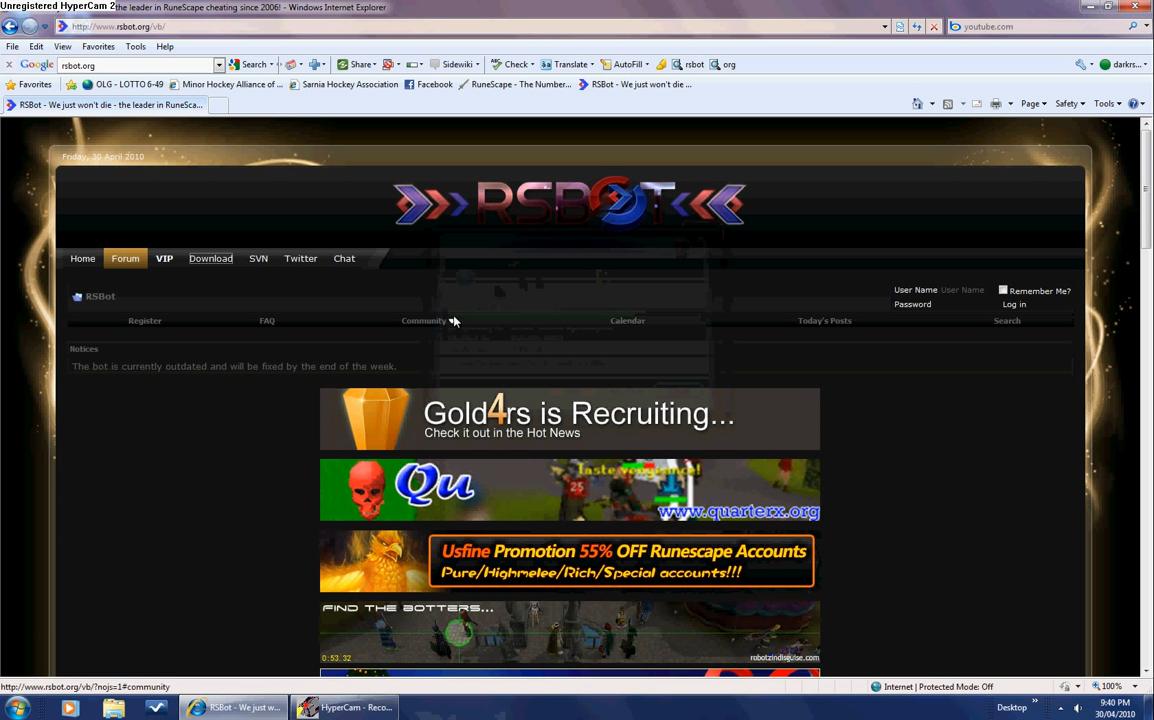 Unregistered HyperCam 2
the leader in RuneScape cheating since 2006! - Windows Internet Explorer
http://www.rsbot.org/vb/
youtube.com
File Edit View Favorites Tools Help
Google rsbot.org Search Share Sidewiki Check Translate AutoFill rsbot org darkrs...
Favorites OLG - LOTTO 6-49 Minor Hockey Alliance of ... Sarnia Hockey Association Facebook RuneScape - The Number... RSBot - We just won't die ...
RSBot - We just won't die - the leader in RuneSca... Page Safety Tools
Friday, 30 April 2010
RSBOT
Home Forum VIP Download SVN Twitter Chat
RSBot
User Name User Name Remember Me?
Password Log in
Register FAQ Community Calendar Today's Posts Search
Notices
The bot is currently outdated and will be fixed by the end of the week.
Gold4rs is Recruiting...
Check it out in the Hot News
Qu
taste vengeance!
25
www.quarterx.org
Usfine Promotion 55% OFF Runescape Accounts
Pure/Highmelee/Rich/Special accounts!!!
FIND THE BOTTERS...
0:53.32
robotzindisguise.com
http://www.rsbot.org/vb/?nojs=1#community
Internet | Protected Mode: Off
100%
RSBot - We just w...
HyperCam - Reco...
Desktop
9:40 PM
30/04/2010